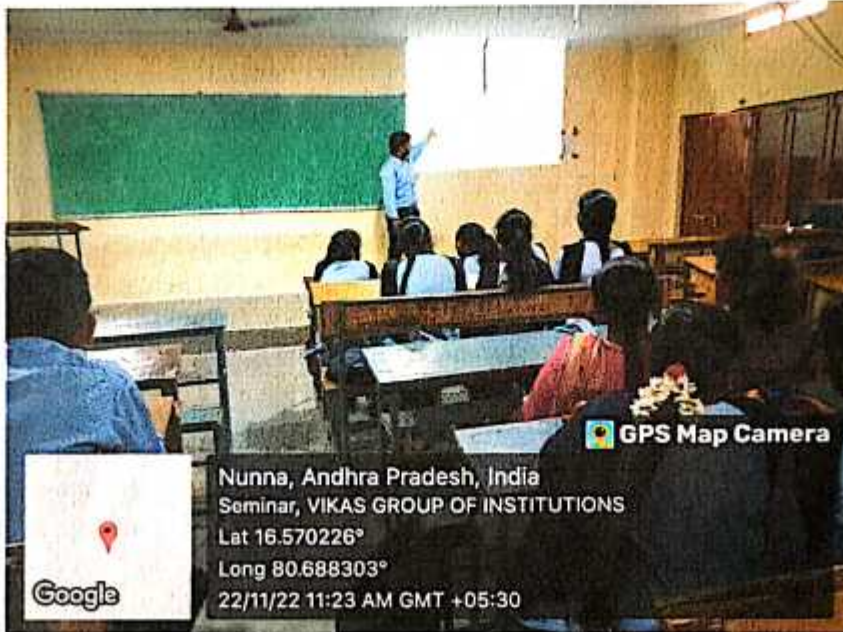 GPS Map Camera
Nunna, Andhra Pradesh, India
Seminar, VIKAS GROUP OF INSTITUTIONS
Lat 16.570226°
Long 80.688303°
22/11/22 11:23 AM GMT +05:30
Google